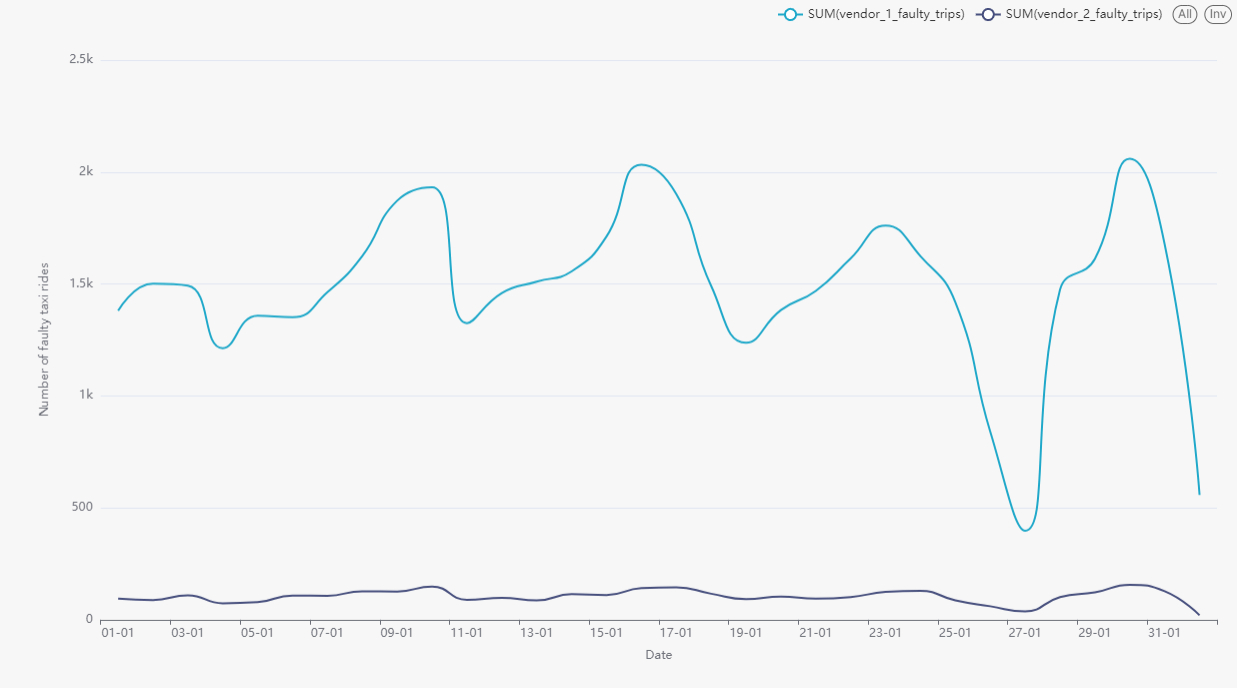 SUM(vendor_1_faulty_trips) SUM(vendor_2_faulty_trips) All Inv
2.5k
2k
1.5k
1k
500
0
Number of faulty taxi rides
01-01 03-01 05-01 07-01 09-01 11-01 13-01 15-01 17-01 19-01 21-01 23-01 25-01 27-01 29-01 31-01
Date